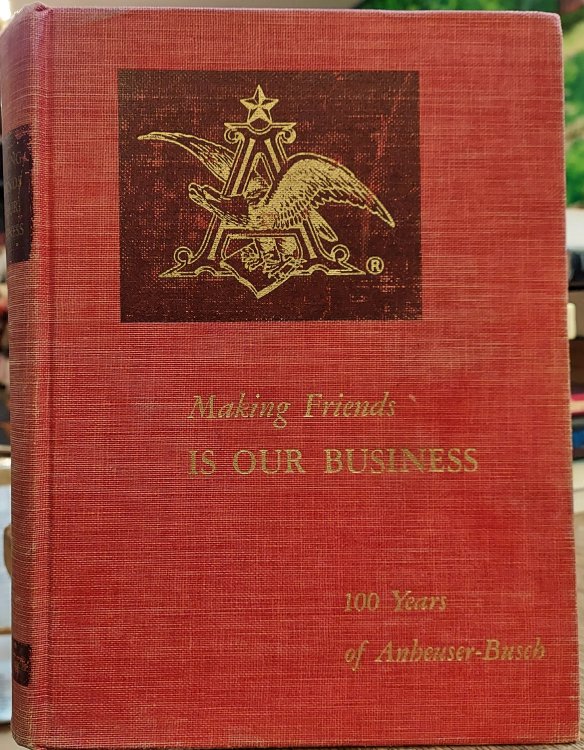 Making Friends
IS OUR BUSINESS
100 Years
of Anheuser-Busch
®